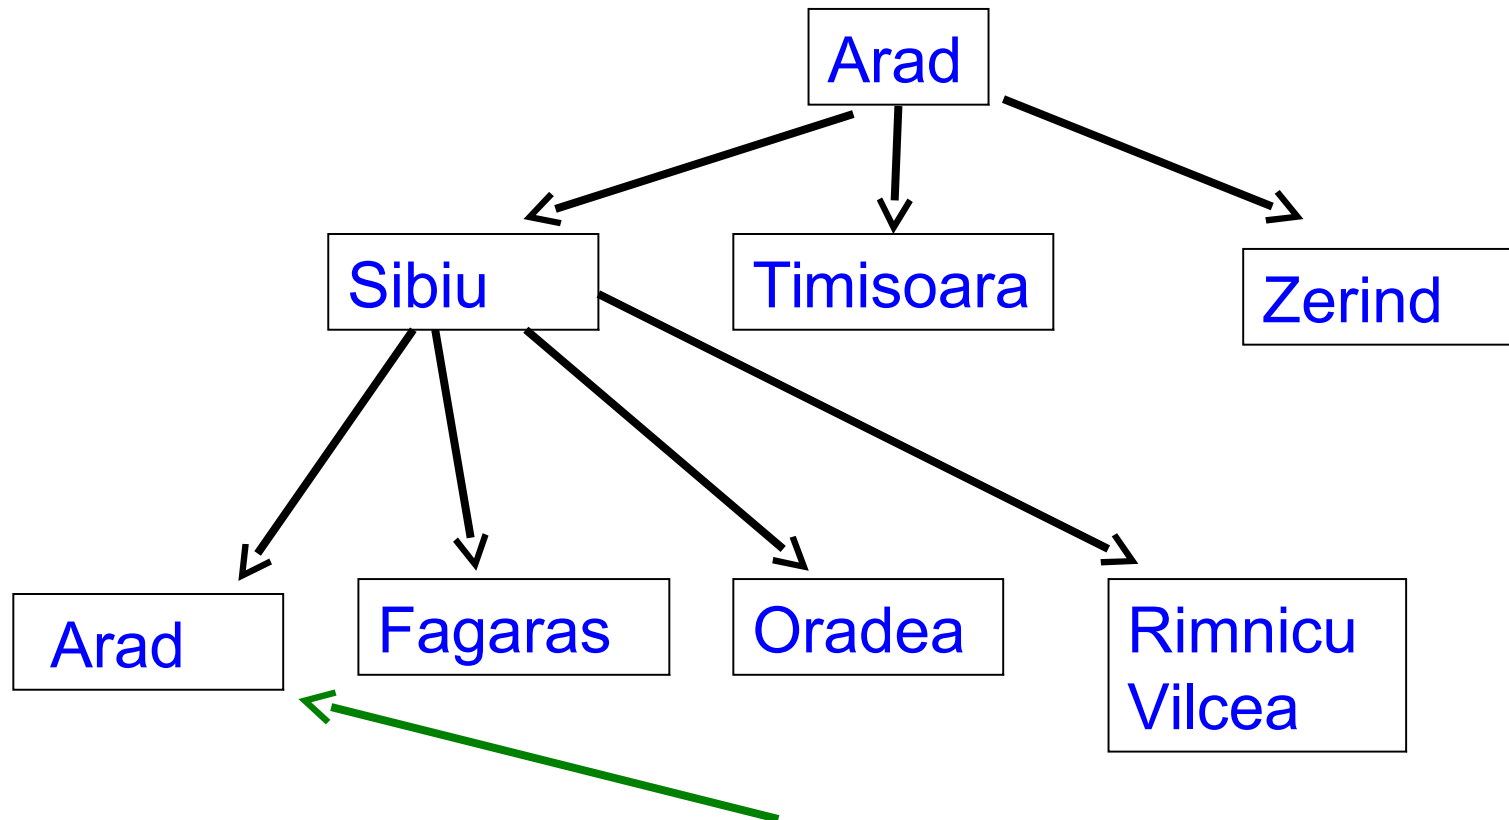 Arad
Sibiu
Timisoara
Zerind
Arad
Fagaras
Oradea
Rimnicu
Vilcea